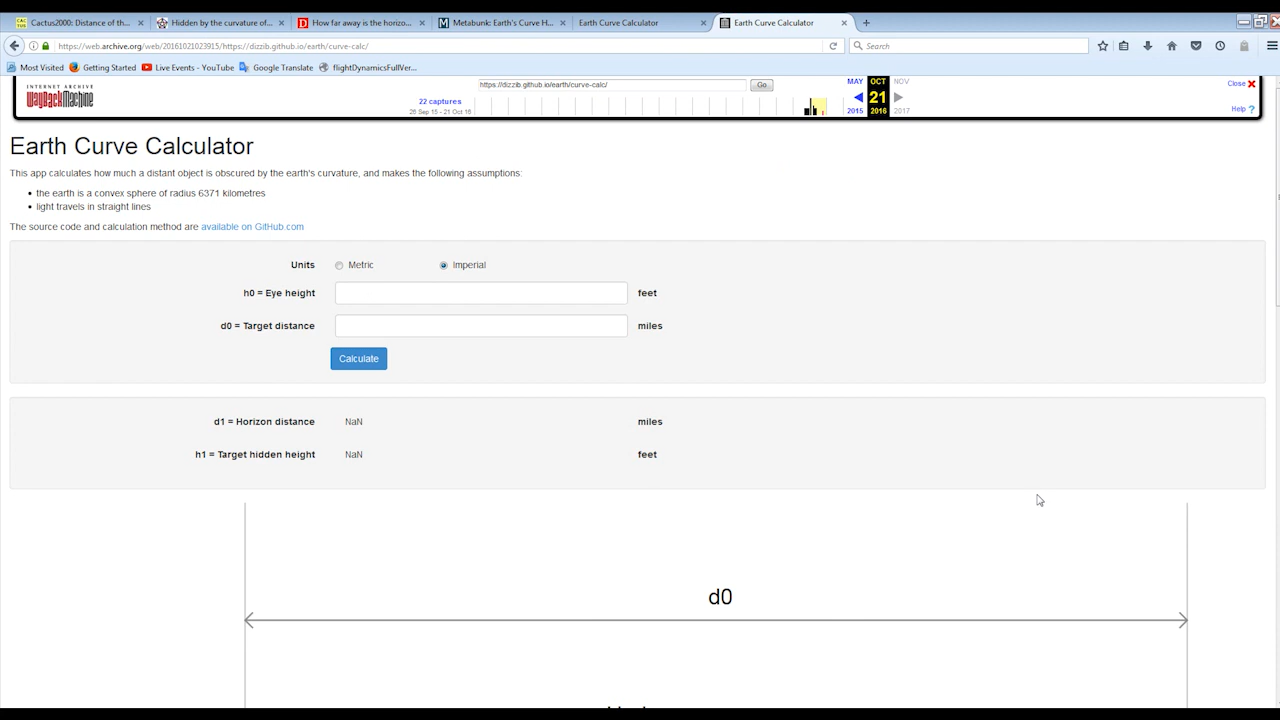 Cactus2000: Distance of th...
Hidden by the curvature of...
How far away is the horizo...
Metabunk: Earth's Curve H...
Earth Curve Calculator
Earth Curve Calculator
https://web.archive.org/web/20161021023915/https://dizzib.github.io/earth/curve-calc/
Search
Most Visited
Getting Started
Live Events - YouTube
Google Translate
flightDynamicsFullVer...
INTERNET ARCHIVE
WayBackMachine
https://dizzib.github.io/earth/curve-calc/
Go
22 captures
26 Sep 15 - 21 Oct 16
MAY
OCT
NOV
21
2015
2016
2017
Close
Help ?
Earth Curve Calculator
This app calculates how much a distant object is obscured by the earth's curvature, and makes the following assumptions:
• the earth is a convex sphere of radius 6371 kilometres
• light travels in straight lines
The source code and calculation method are available on GitHub.com
Units Metric Imperial
h0 = Eye height feet
d0 = Target distance miles
Calculate
d1 = Horizon distance NaN miles
h1 = Target hidden height NaN feet
d0